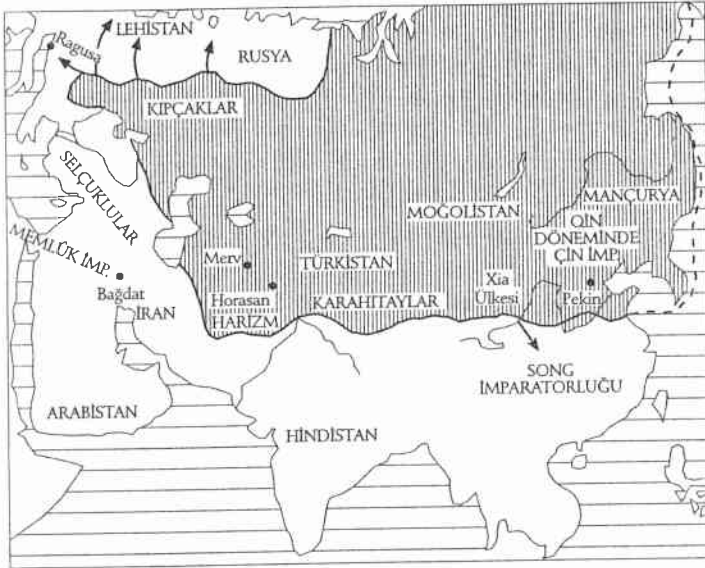 LEHİSTAN
Ragusa
RUSYA
KIPÇAKLAR
SELÇUKLULAR
MOĞOLİSTAN
MANÇURYA
QIN
DÖNEMİNDE
ÇİN İMP.
MEMLÛK İMP.
Merv
TÜRKİSTAN
Bağdat
Horasan
Xia
Ülkesi
Pekin
İRAN
HARİZM
KARAHITAYLAR
SONG
İMPARATORLUĞU
ARABİSTAN
HİNDİSTAN